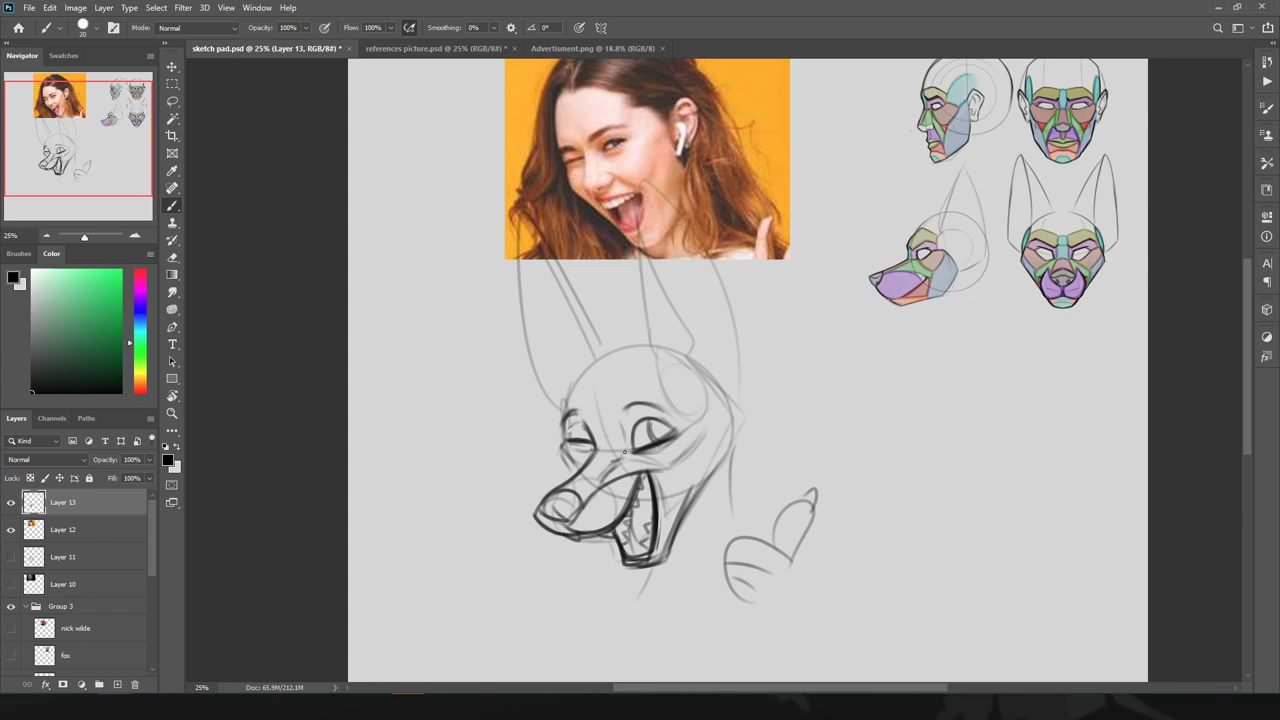 Ps File Edit Image Layer Type Select Filter 3D View Window Help
20 Mode: Normal Opacity: 100% Flow: 100% Smoothing: 0% 0°
sketch pad.psd @ 25% (Layer 13, RGB/8#) * × references picture.psd @ 25% (RGB/8#) * × Advertisment.png @ 18.8% (RGB/8) ×
Navigator Swatches
25%
Brushes Color
Layers Channels Paths
Kind
Normal Opacity: 100%
Lock: Fill: 100%
Layer 13
Layer 12
Layer 11
Layer 10
Group 3
nick wilde
fox
25% Doc: 65.9M/212.1M